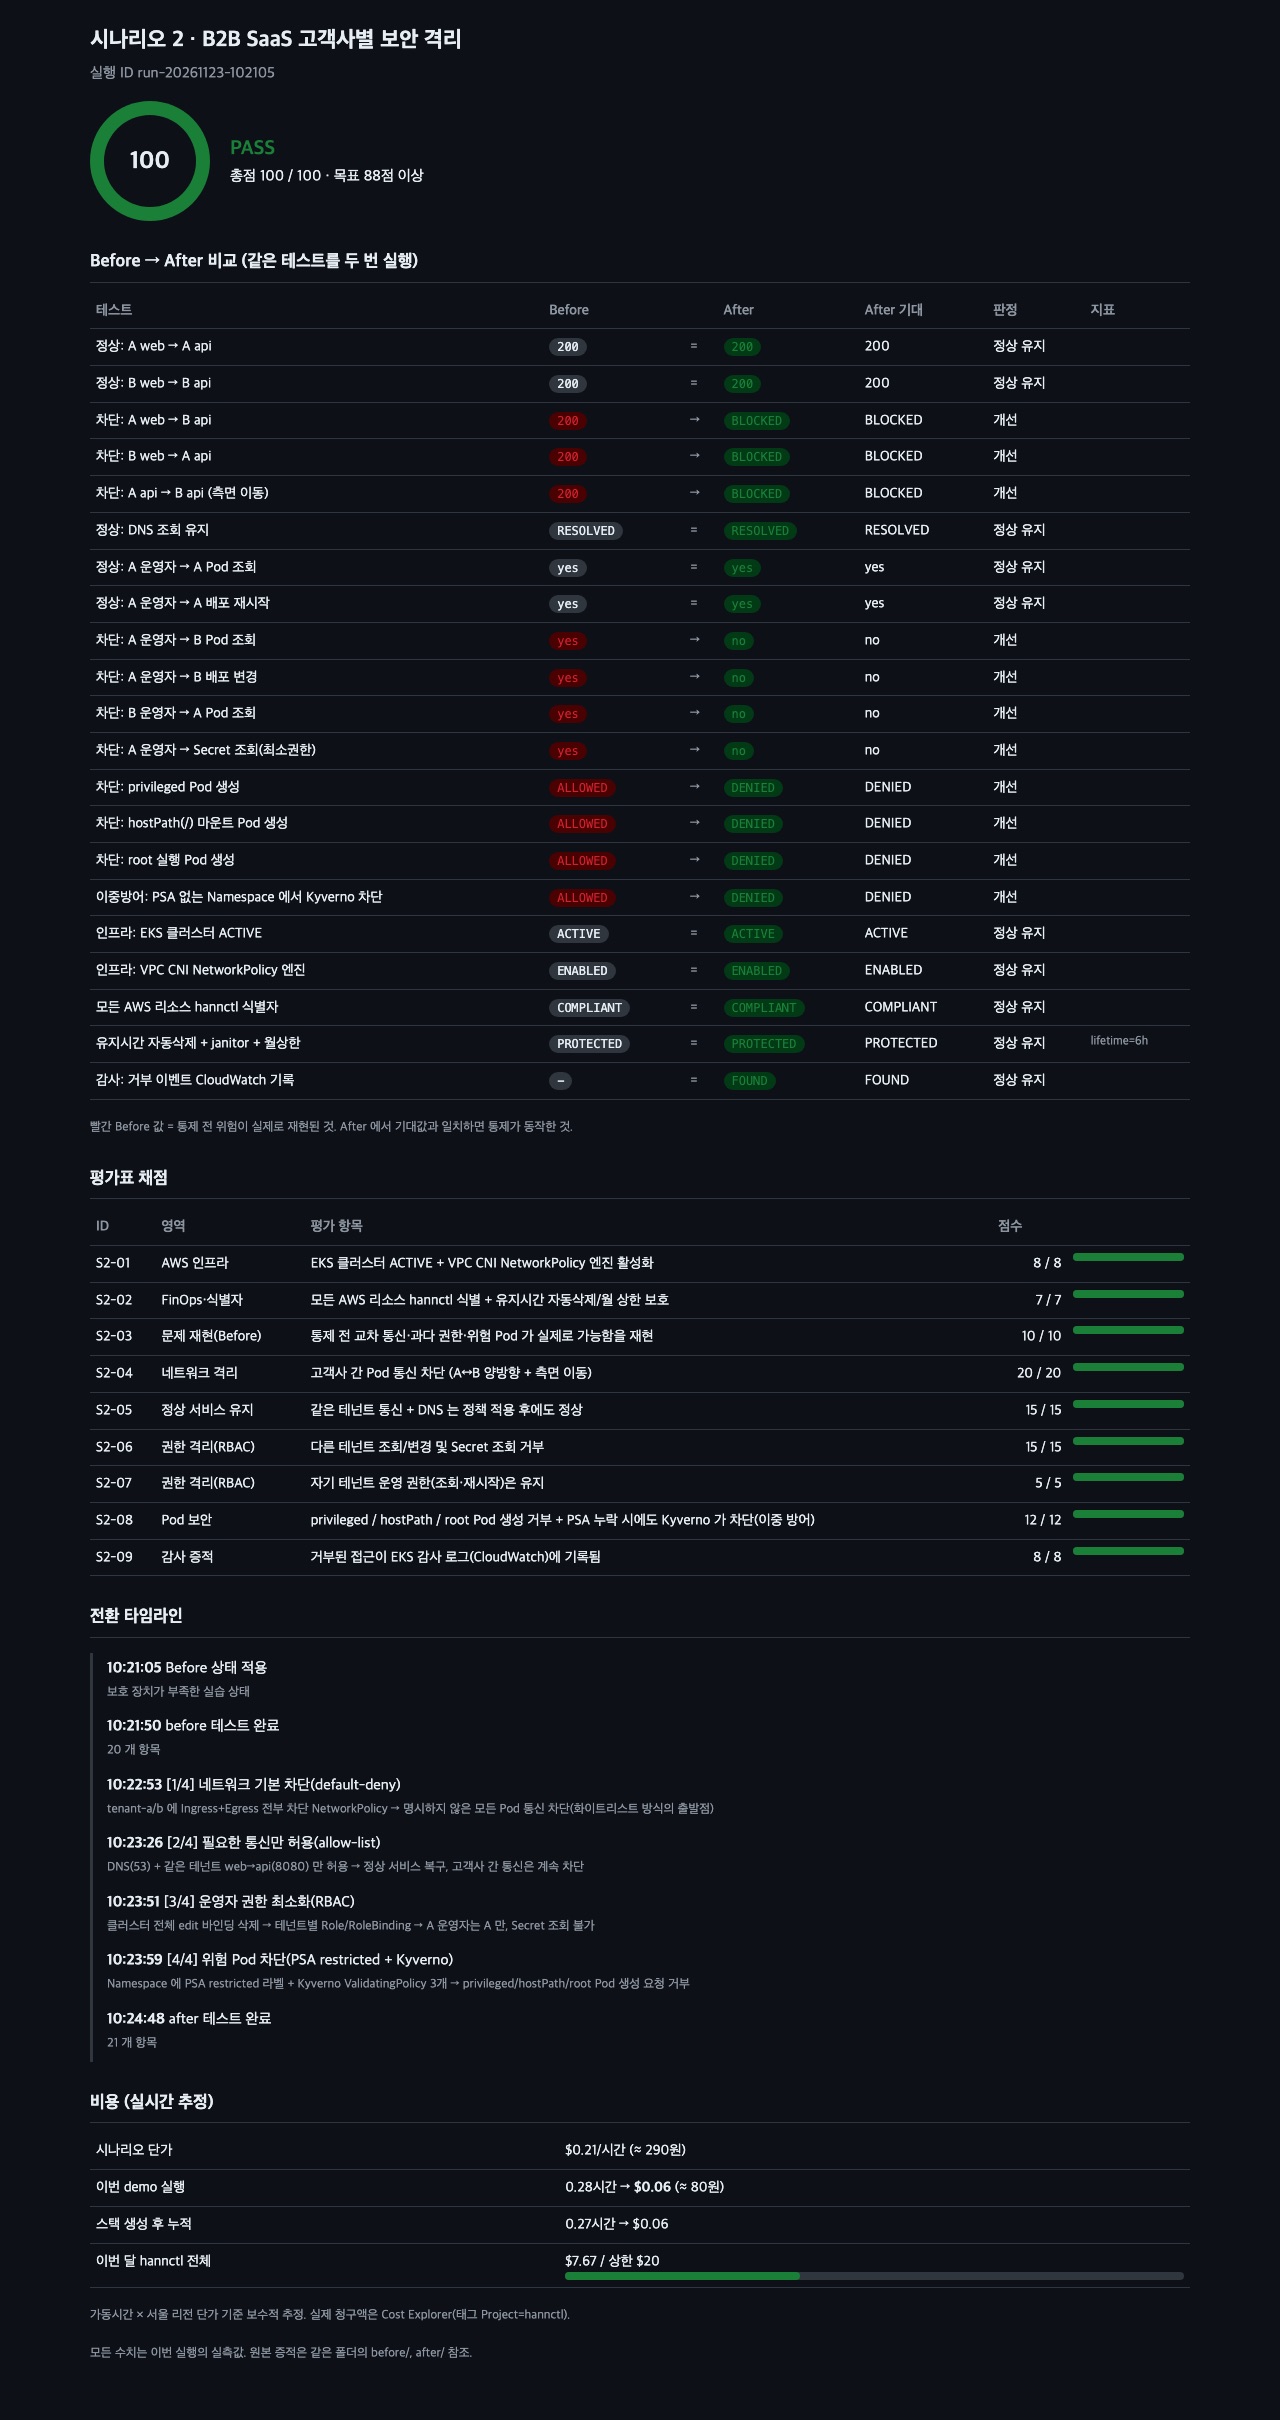 시나리오 2 · B2B SaaS 고객사별 보안 격리
실행 ID run-20261123-102105
100
PASS
총점 100 / 100 · 목표 88점 이상
Before → After 비교 (같은 테스트를 두 번 실행)
테스트 Before After After 기대 판정 지표
정상: A web → A api 200 = 200 200 정상 유지
정상: B web → B api 200 = 200 200 정상 유지
차단: A web → B api 200 → BLOCKED BLOCKED 개선
차단: B web → A api 200 → BLOCKED BLOCKED 개선
차단: A api → B api (측면 이동) 200 → BLOCKED BLOCKED 개선
정상: DNS 조회 유지 RESOLVED = RESOLVED RESOLVED 정상 유지
정상: A 운영자 → A Pod 조회 yes = yes yes 정상 유지
정상: A 운영자 → A 배포 재시작 yes = yes yes 정상 유지
차단: A 운영자 → B Pod 조회 yes → no no 개선
차단: A 운영자 → B 배포 변경 yes → no no 개선
차단: B 운영자 → A Pod 조회 yes → no no 개선
차단: A 운영자 → Secret 조회(최소권한) yes → no no 개선
차단: privileged Pod 생성 ALLOWED → DENIED DENIED 개선
차단: hostPath(/) 마운트 Pod 생성 ALLOWED → DENIED DENIED 개선
차단: root 실행 Pod 생성 ALLOWED → DENIED DENIED 개선
이중방어: PSA 없는 Namespace 에서 Kyverno 차단 ALLOWED → DENIED DENIED 개선
인프라: EKS 클러스터 ACTIVE ACTIVE = ACTIVE ACTIVE 정상 유지
인프라: VPC CNI NetworkPolicy 엔진 ENABLED = ENABLED ENABLED 정상 유지
모든 AWS 리소스 hannctl 식별자 COMPLIANT = COMPLIANT COMPLIANT 정상 유지
유지시간 자동삭제 + janitor + 월상한 PROTECTED = PROTECTED PROTECTED 정상 유지 lifetime=6h
감사: 거부 이벤트 CloudWatch 기록 – = FOUND FOUND 정상 유지
빨간 Before 값 = 통제 전 위험이 실제로 재현된 것. After 에서 기대값과 일치하면 통제가 동작한 것.
평가표 채점
ID 영역 평가 항목 점수
S2-01 AWS 인프라 EKS 클러스터 ACTIVE + VPC CNI NetworkPolicy 엔진 활성화 8 / 8
S2-02 FinOps·식별자 모든 AWS 리소스 hannctl 식별 + 유지시간 자동삭제/월 상한 보호 7 / 7
S2-03 문제 재현(Before) 통제 전 교차 통신·과다 권한·위험 Pod 가 실제로 가능함을 재현 10 / 10
S2-04 네트워크 격리 고객사 간 Pod 통신 차단 (A↔B 양방향 + 측면 이동) 20 / 20
S2-05 정상 서비스 유지 같은 테넌트 통신 + DNS 는 정책 적용 후에도 정상 15 / 15
S2-06 권한 격리(RBAC) 다른 테넌트 조회/변경 및 Secret 조회 거부 15 / 15
S2-07 권한 격리(RBAC) 자기 테넌트 운영 권한(조회·재시작)은 유지 5 / 5
S2-08 Pod 보안 privileged / hostPath / root Pod 생성 거부 + PSA 누락 시에도 Kyverno 가 차단(이중 방어) 12 / 12
S2-09 감사 증적 거부된 접근이 EKS 감사 로그(CloudWatch)에 기록됨 8 / 8
전환 타임라인
10:21:05 Before 상태 적용
보호 장치가 부족한 실습 상태
10:21:50 before 테스트 완료
20 개 항목
10:22:53 [1/4] 네트워크 기본 차단(default-deny)
tenant-a/b 에 Ingress+Egress 전부 차단 NetworkPolicy → 명시하지 않은 모든 Pod 통신 차단(화이트리스트 방식의 출발점)
10:23:26 [2/4] 필요한 통신만 허용(allow-list)
DNS(53) + 같은 테넌트 web→api(8080) 만 허용 → 정상 서비스 복구, 고객사 간 통신은 계속 차단
10:23:51 [3/4] 운영자 권한 최소화(RBAC)
클러스터 전체 edit 바인딩 삭제 → 테넌트별 Role/RoleBinding → A 운영자는 A 만, Secret 조회 불가
10:23:59 [4/4] 위험 Pod 차단(PSA restricted + Kyverno)
Namespace 에 PSA restricted 라벨 + Kyverno ValidatingPolicy 3개 → privileged/hostPath/root Pod 생성 요청 거부
10:24:48 after 테스트 완료
21 개 항목
비용 (실시간 추정)
시나리오 단가 $0.21/시간 (≈ 290원)
이번 demo 실행 0.28시간 → $0.06 (≈ 80원)
스택 생성 후 누적 0.27시간 → $0.06
이번 달 hannctl 전체 $7.67 / 상한 $20
가동시간 × 서울 리전 단가 기준 보수적 추정. 실제 청구액은 Cost Explorer(태그 Project=hannctl).
모든 수치는 이번 실행의 실측값. 원본 증적은 같은 폴더의 before/, after/ 참조.